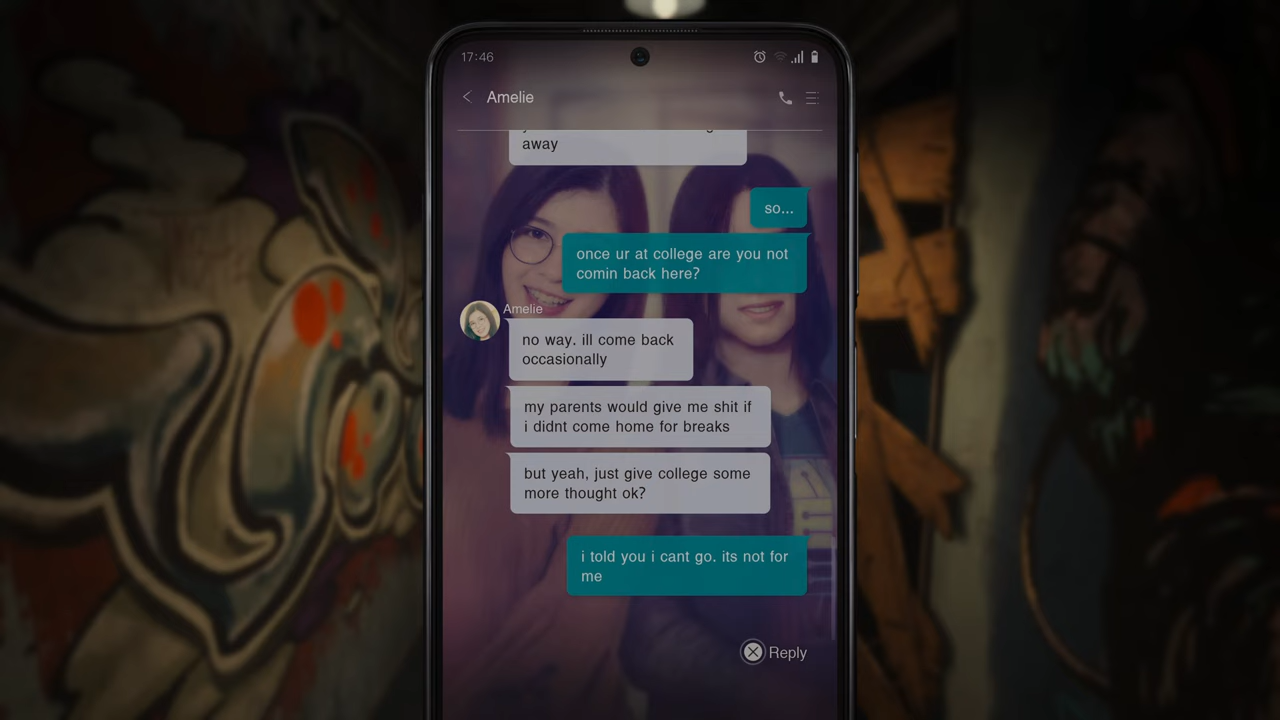 17:46
Amelie
away
so...
once ur at college are you not
comin back here?
Amelie
no way. ill come back
occasionally
my parents would give me shit if
i didnt come home for breaks
but yeah, just give college some
more thought ok?
i told you i cant go. its not for
me
Reply